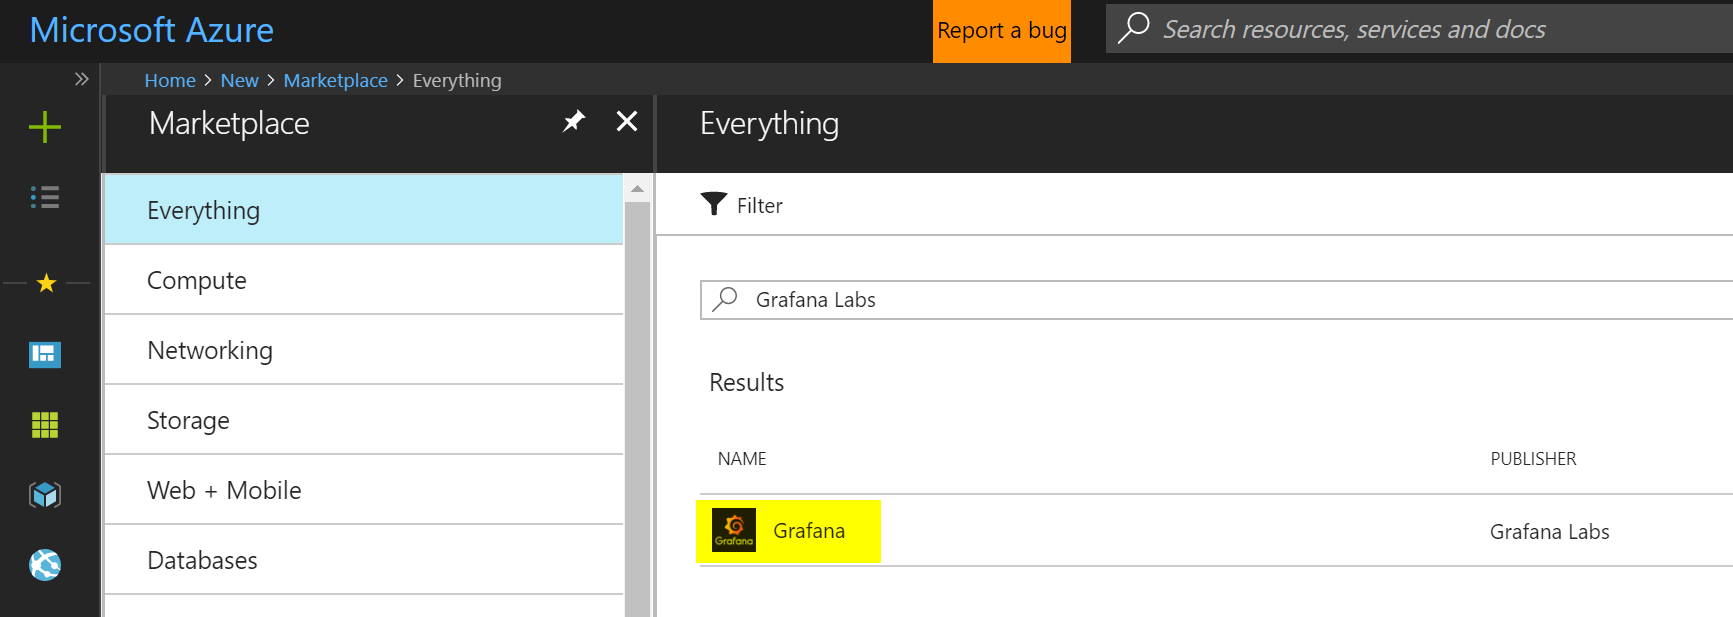 Microsoft Azure
Report a bug
Search resources, services and docs
Home > New > Marketplace > Everything
Marketplace
Everything
Compute
Networking
Storage
Web + Mobile
Databases
Everything
Filter
Grafana Labs
Results
NAME PUBLISHER
Grafana Grafana Grafana Labs